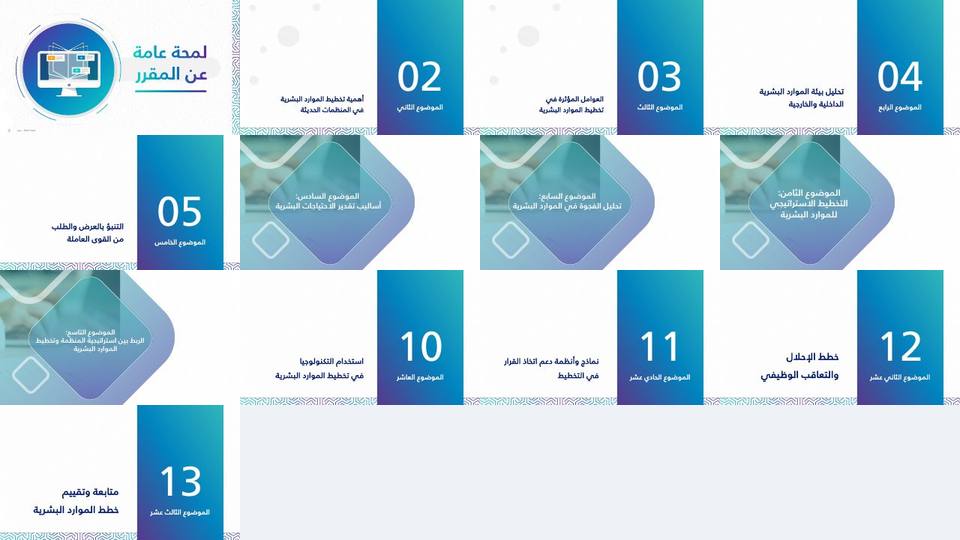 لمحة عامة
عن المقرر
02
الموضوع الثاني
أهمية تخطيط الموارد البشرية
في المنظمات الحديثة
03
الموضوع الثالث
العوامل المؤثرة في
تخطيط الموارد البشرية
04
الموضوع الرابع
تحليل بيئة الموارد البشرية
الداخلية والخارجية
05
الموضوع الخامس
التنبؤ بالعرض والطلب
من القوى العاملة
الموضوع السادس:
أساليب تقدير الاحتياجات البشرية
الموضوع السابع:
تحليل الفجوة في الموارد البشرية
الموضوع الثامن:
التخطيط الاستراتيجي
للموارد البشرية
الموضوع التاسع:
الربط بين استراتيجية المنظمة وتخطيط
الموارد البشرية
10
الموضوع العاشر
استخدام التكنولوجيا
في تخطيط الموارد البشرية
11
الموضوع الحادي عشر
نماذج وأنظمة دعم اتخاذ القرار
في التخطيط
12
الموضوع الثاني عشر
خطط الإحلال
والتعاقب الوظيفي
13
الموضوع الثالث عشر
متابعة وتقييم
خطط الموارد البشرية